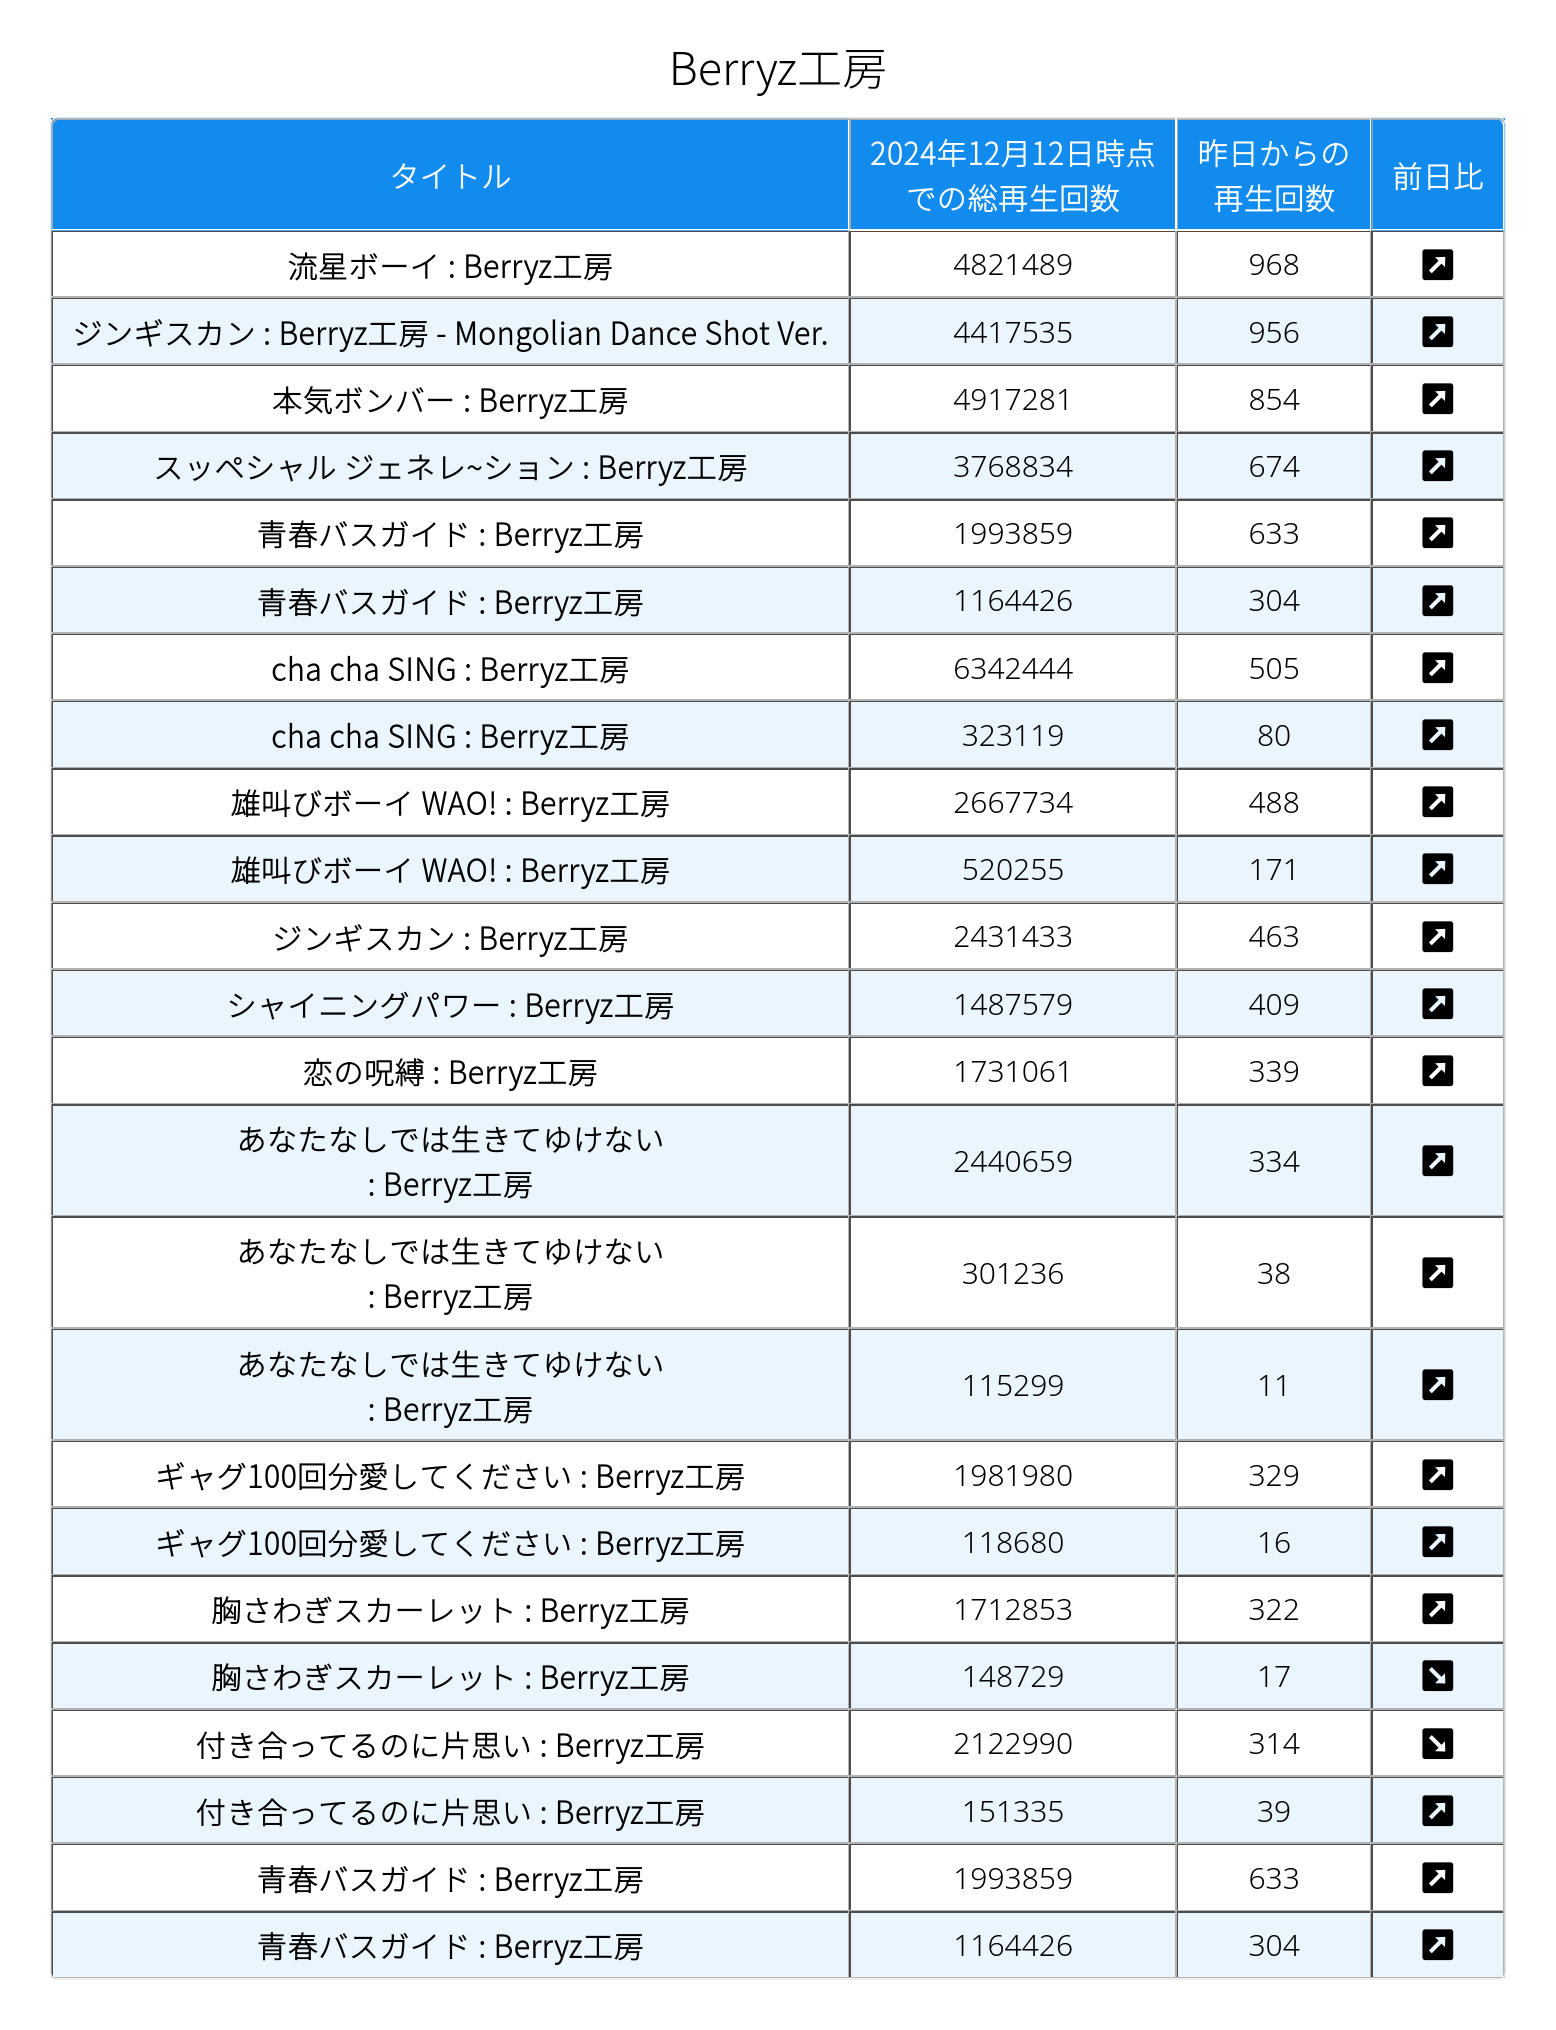 Berryz工房
タイトル
2024年12月12日時点
での総再生回数
昨日からの
再生回数
前日比
流星ボーイ : Berryz工房 4821489 968
ジンギスカン : Berryz工房 - Mongolian Dance Shot Ver. 4417535 956
本気ボンバー : Berryz工房 4917281 854
スッペシャル ジェネレ~ション : Berryz工房 3768834 674
青春バスガイド : Berryz工房 1993859 633
青春バスガイド : Berryz工房 1164426 304
cha cha SING : Berryz工房 6342444 505
cha cha SING : Berryz工房 323119 80
雄叫びボーイ WAO! : Berryz工房 2667734 488
雄叫びボーイ WAO! : Berryz工房 520255 171
ジンギスカン : Berryz工房 2431433 463
シャイニングパワー : Berryz工房 1487579 409
恋の呪縛 : Berryz工房 1731061 339
あなたなしでは生きてゆけない
: Berryz工房 2440659 334
あなたなしでは生きてゆけない
: Berryz工房 301236 38
あなたなしでは生きてゆけない
: Berryz工房 115299 11
ギャグ100回分愛してください : Berryz工房 1981980 329
ギャグ100回分愛してください : Berryz工房 118680 16
胸さわぎスカーレット : Berryz工房 1712853 322
胸さわぎスカーレット : Berryz工房 148729 17
付き合ってるのに片思い : Berryz工房 2122990 314
付き合ってるのに片思い : Berryz工房 151335 39
青春バスガイド : Berryz工房 1993859 633
青春バスガイド : Berryz工房 1164426 304